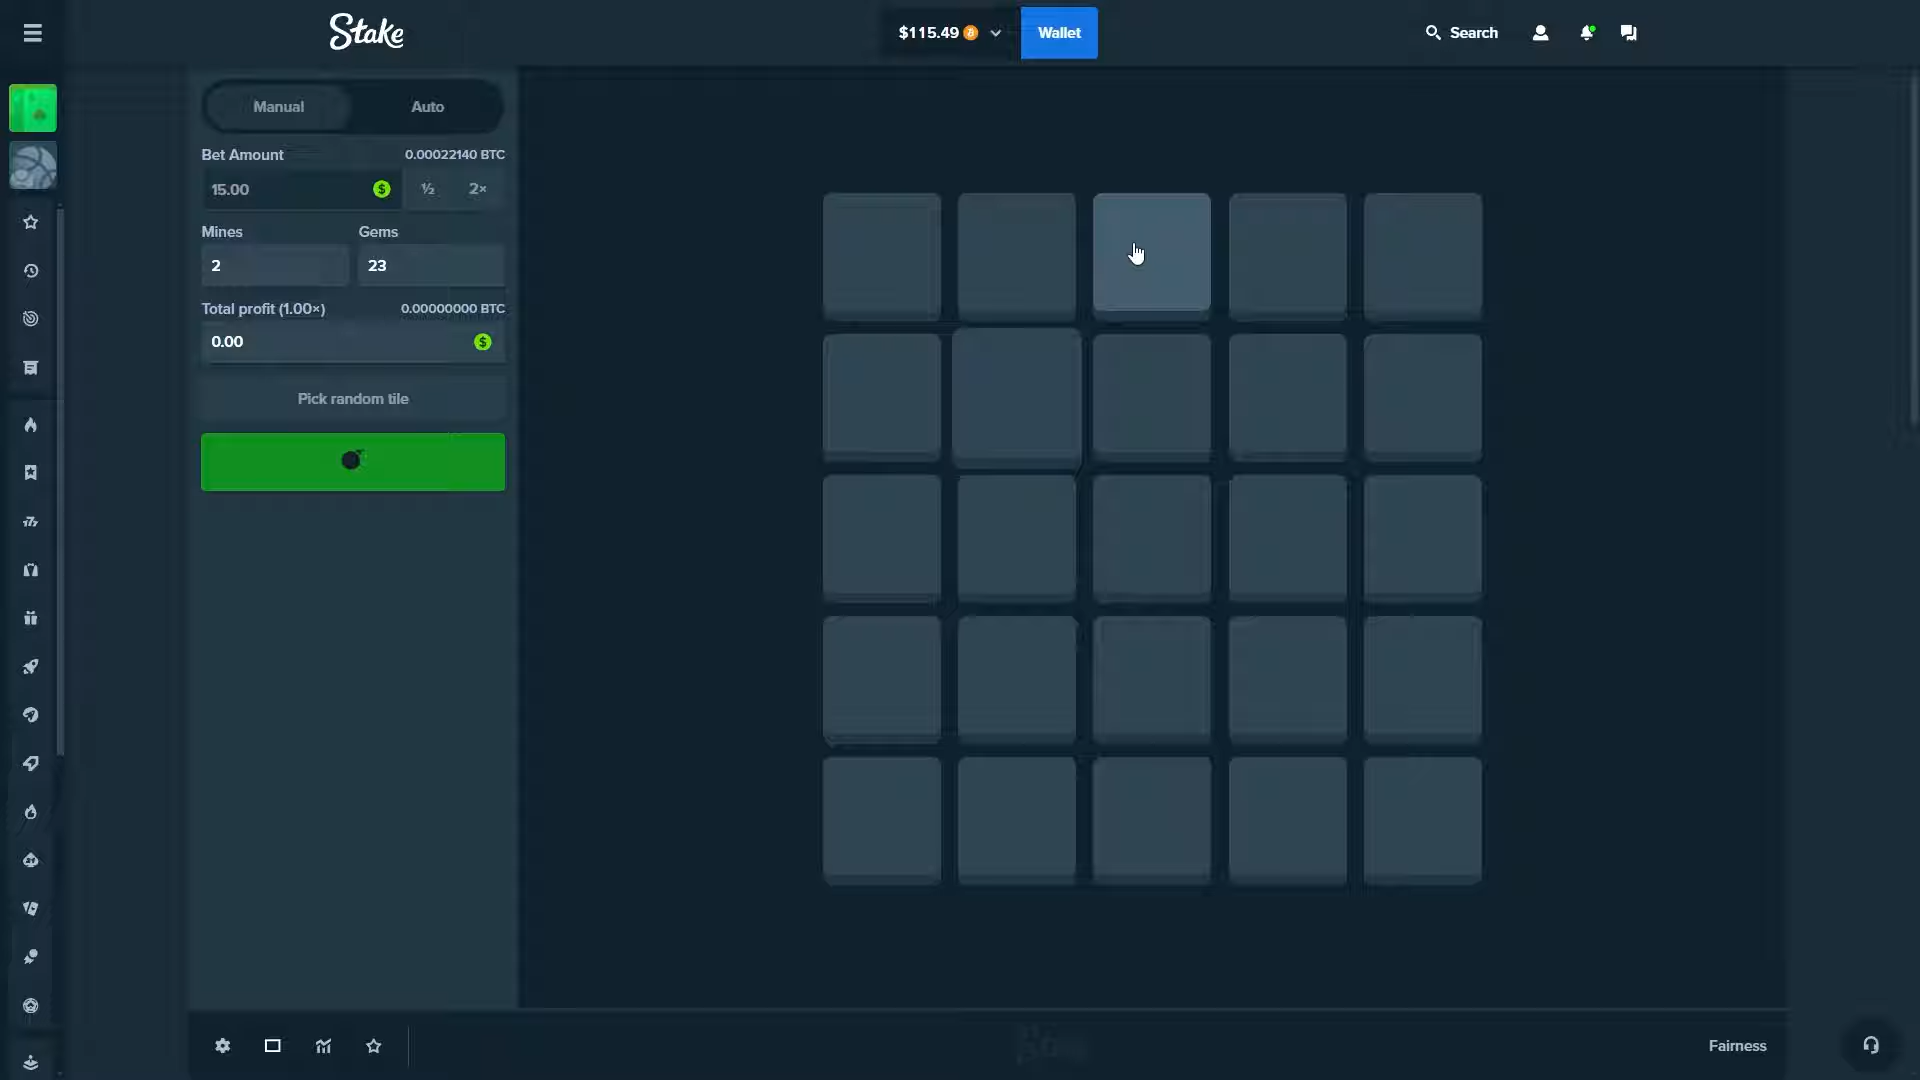 Stake
$115.49
Wallet
Search
Manual
Auto
Bet Amount
0.00022140 BTC
15.00
½
2×
Mines
Gems
2
23
Total profit (1.00×)
0.00000000 BTC
0.00
Pick random tile
Fairness